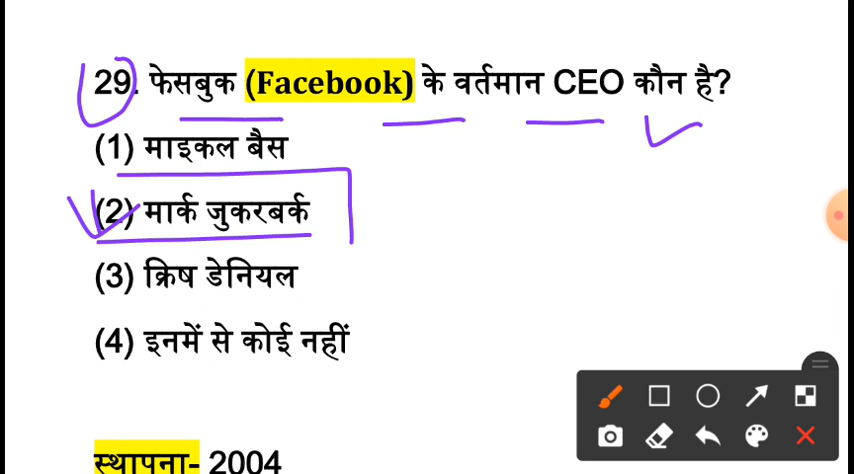 29. फेसबुक (Facebook) के वर्तमान CEO कौन है?
(1) माइकल बैस
(2) मार्क जुकरबर्क
(3) क्रिष डेनियल
(4) इनमें से कोई नहीं
स्थापना- 2004